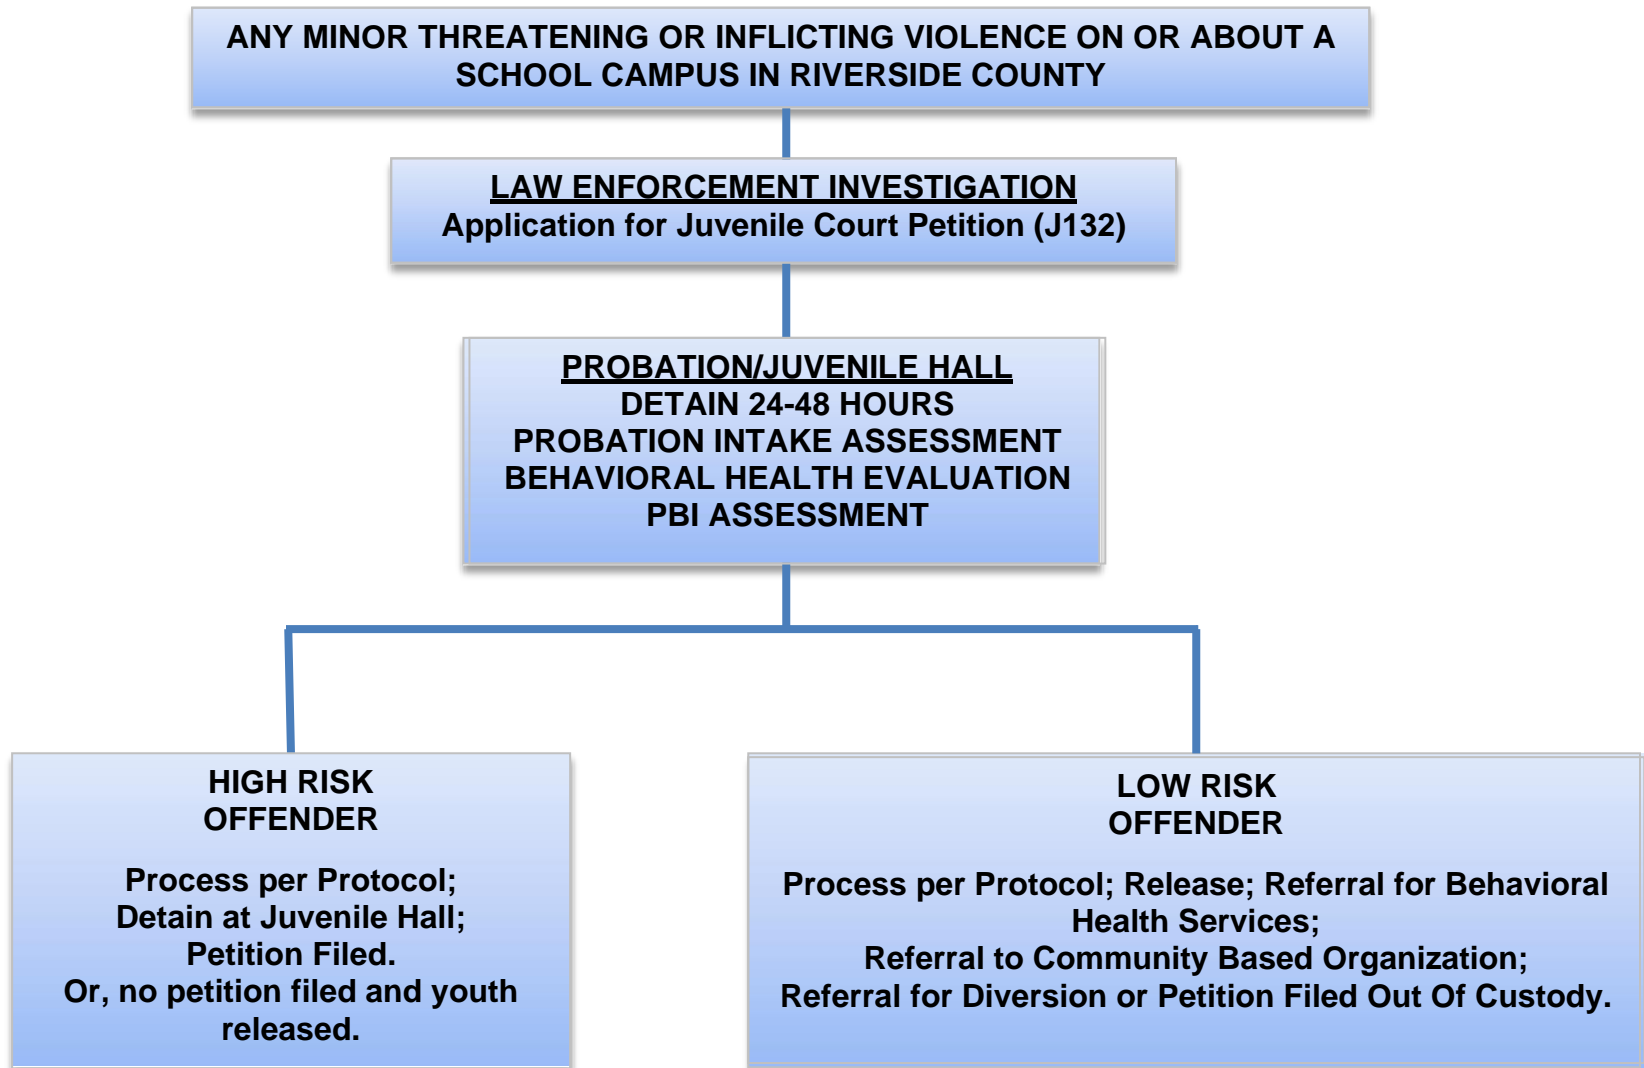 ANY MINOR THREATENING OR INFLICTING VIOLENCE ON OR ABOUT A
SCHOOL CAMPUS IN RIVERSIDE COUNTY
LAW ENFORCEMENT INVESTIGATION
Application for Juvenile Court Petition (J132)
PROBATION/JUVENILE HALL
DETAIN 24-48 HOURS
PROBATION INTAKE ASSESSMENT
BEHAVIORAL HEALTH EVALUATION
PBI ASSESSMENT
HIGH RISK
OFFENDER
Process per Protocol;
Detain at Juvenile Hall;
Petition Filed.
Or, no petition filed and youth
released.
LOW RISK
OFFENDER
Process per Protocol; Release; Referral for Behavioral
Health Services;
Referral to Community Based Organization;
Referral for Diversion or Petition Filed Out Of Custody.